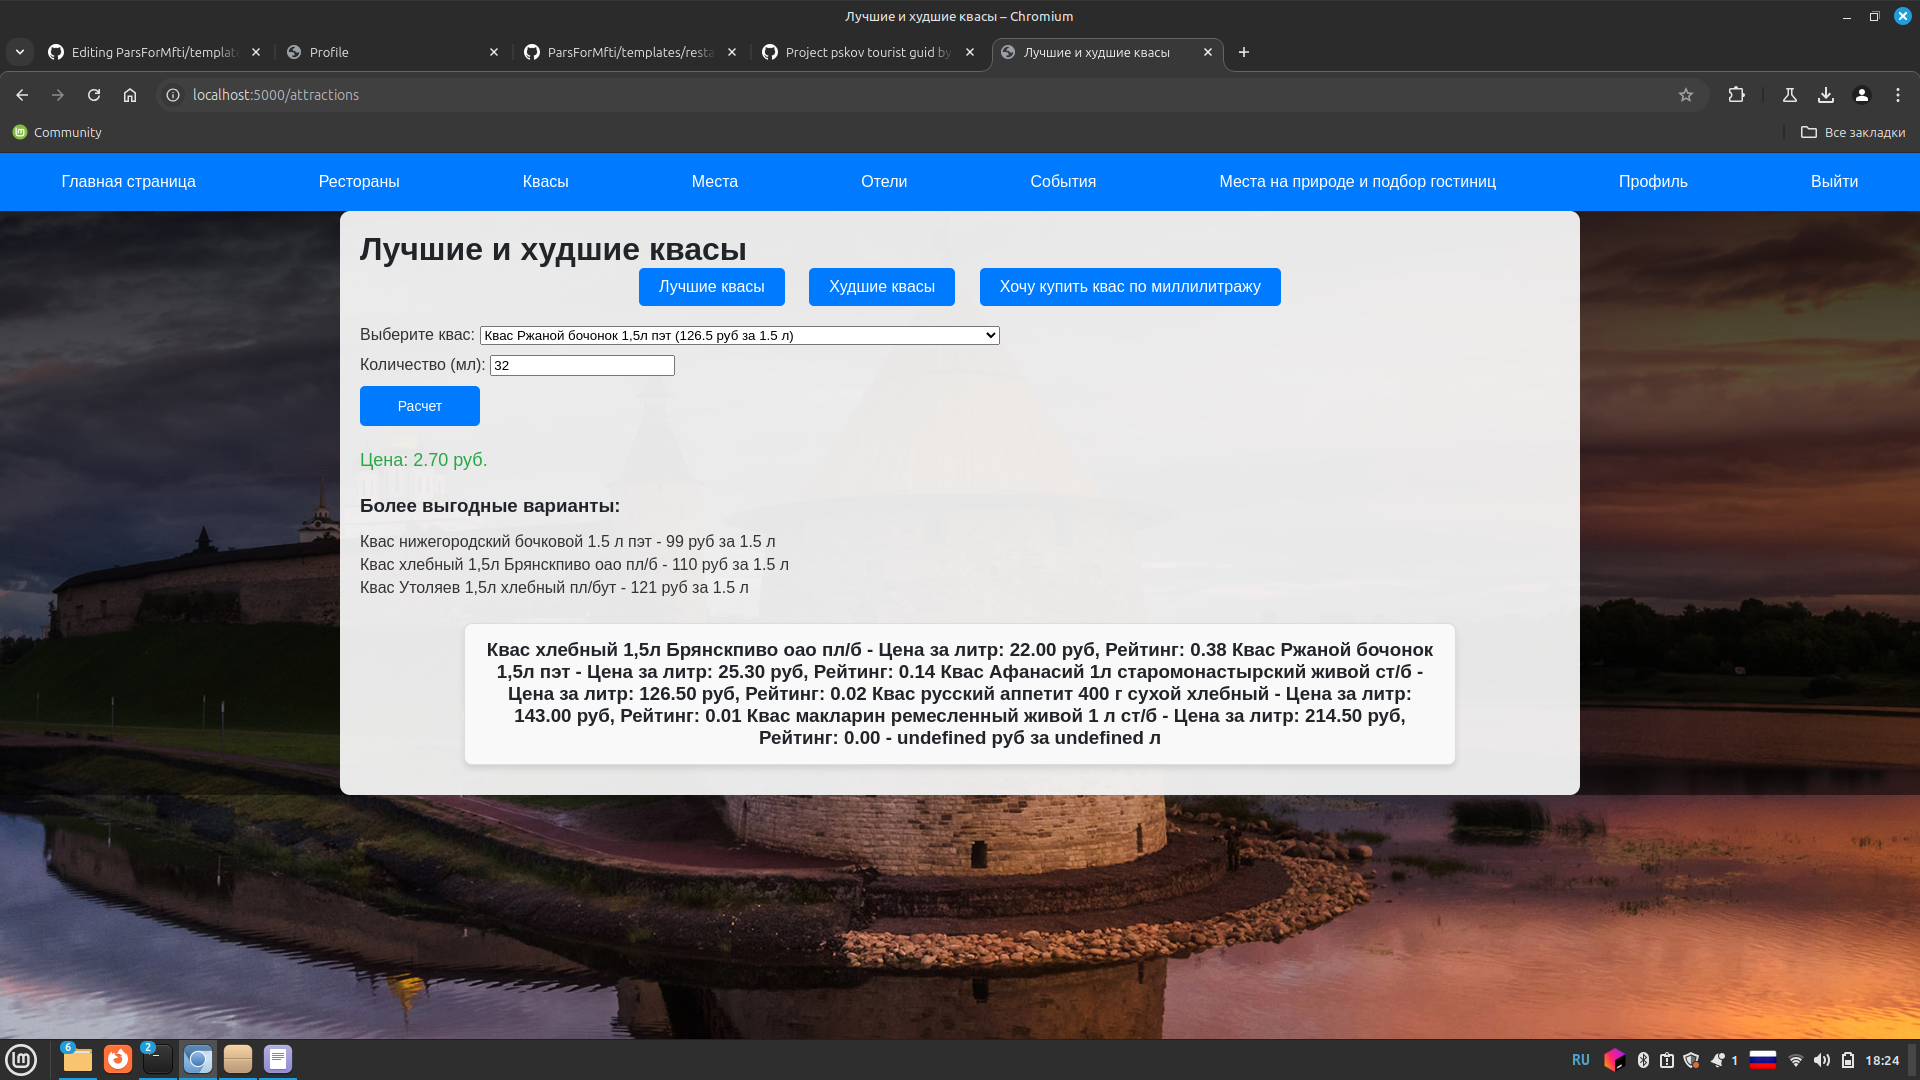 Лучшие и худшие квасы – Chromium
Editing ParsForMfti/templat
Profile
ParsForMfti/templates/resta
Project pskov tourist guid by
Лучшие и худшие квасы
localhost:5000/attractions
Community
Все закладки
Главная страница
Рестораны
Квасы
Места
Отели
События
Места на природе и подбор гостиниц
Профиль
Выйти
Лучшие и худшие квасы
Лучшие квасы
Худшие квасы
Хочу купить квас по миллилитражу
Выберите квас: Квас Ржаной бочонок 1,5л пэт (126.5 руб за 1.5 л)
Количество (мл): 32
Расчет
Цена: 2.70 руб.
Более выгодные варианты:
Квас нижегородский бочковой 1.5 л пэт - 99 руб за 1.5 л
Квас хлебный 1,5л Брянскпиво оао пл/б - 110 руб за 1.5 л
Квас Утоляев 1,5л хлебный пл/бут - 121 руб за 1.5 л
Квас хлебный 1,5л Брянскпиво оао пл/б - Цена за литр: 22.00 руб, Рейтинг: 0.38 Квас Ржаной бочонок
1,5л пэт - Цена за литр: 25.30 руб, Рейтинг: 0.14 Квас Афанасий 1л старомонастырский живой ст/б -
Цена за литр: 126.50 руб, Рейтинг: 0.02 Квас русский аппетит 400 г сухой хлебный - Цена за литр:
143.00 руб, Рейтинг: 0.01 Квас макларин ремесленный живой 1 л ст/б - Цена за литр: 214.50 руб,
Рейтинг: 0.00 - undefined руб за undefined л
6
2
RU
1
18:24